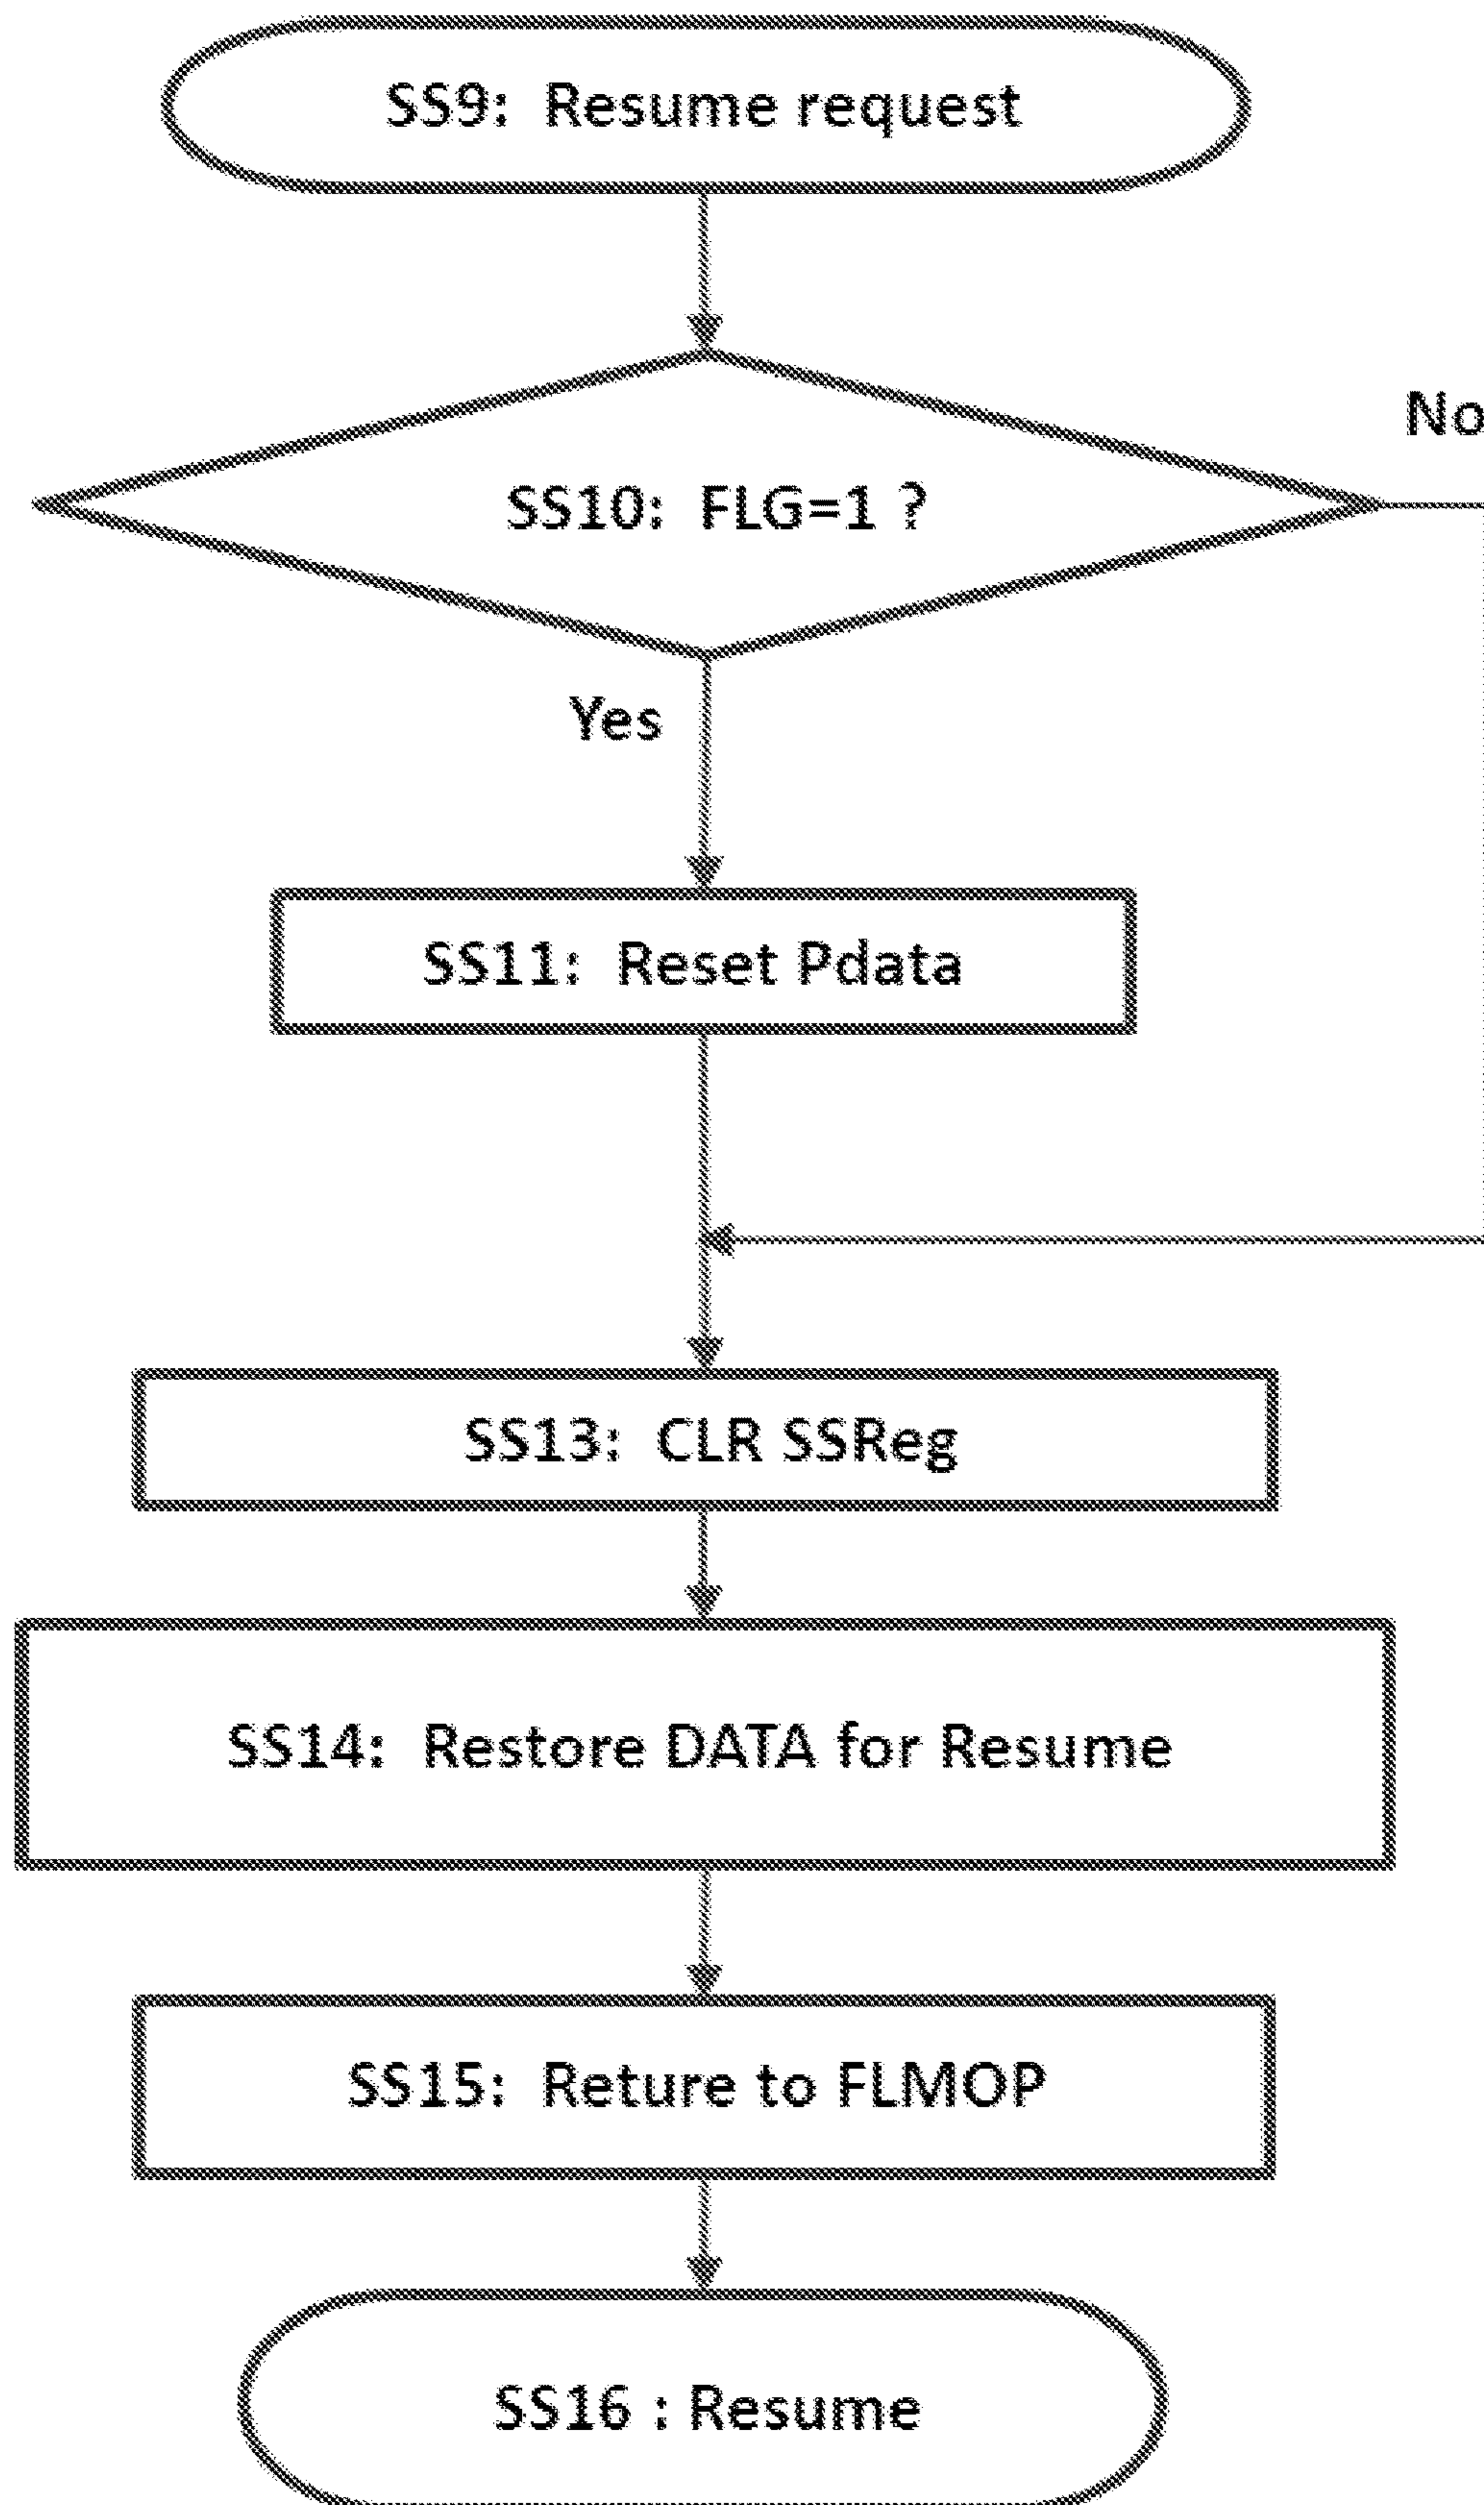 SS9: Resume request
No
SS10: FLG=1 ?
Yes
SS11: Reset Pdata
SS13: CLR SSReg
SS14: Restore DATA for Resume
SS15: Reture to FLMOP
SS16 : Resume